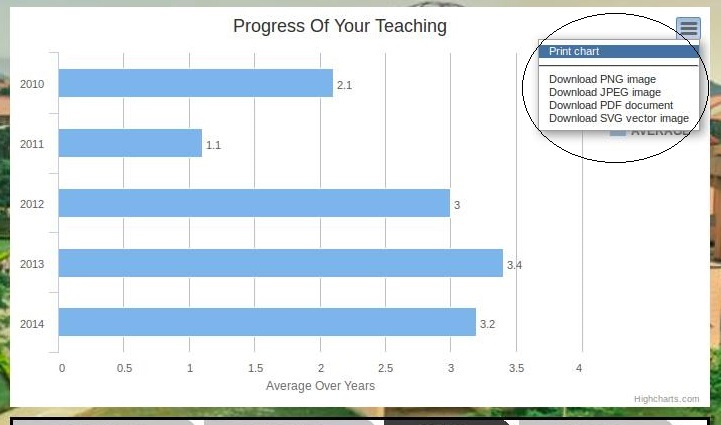 Progress Of Your Teaching
Print chart
Download PNG image
Download JPEG image
Download PDF document
Download SVG vector image
AVERAGE
2010
2.1
2011
1.1
2012
3
2013
3.4
2014
3.2
0 0.5 1 1.5 2 2.5 3 3.5 4
Average Over Years
Highcharts.com